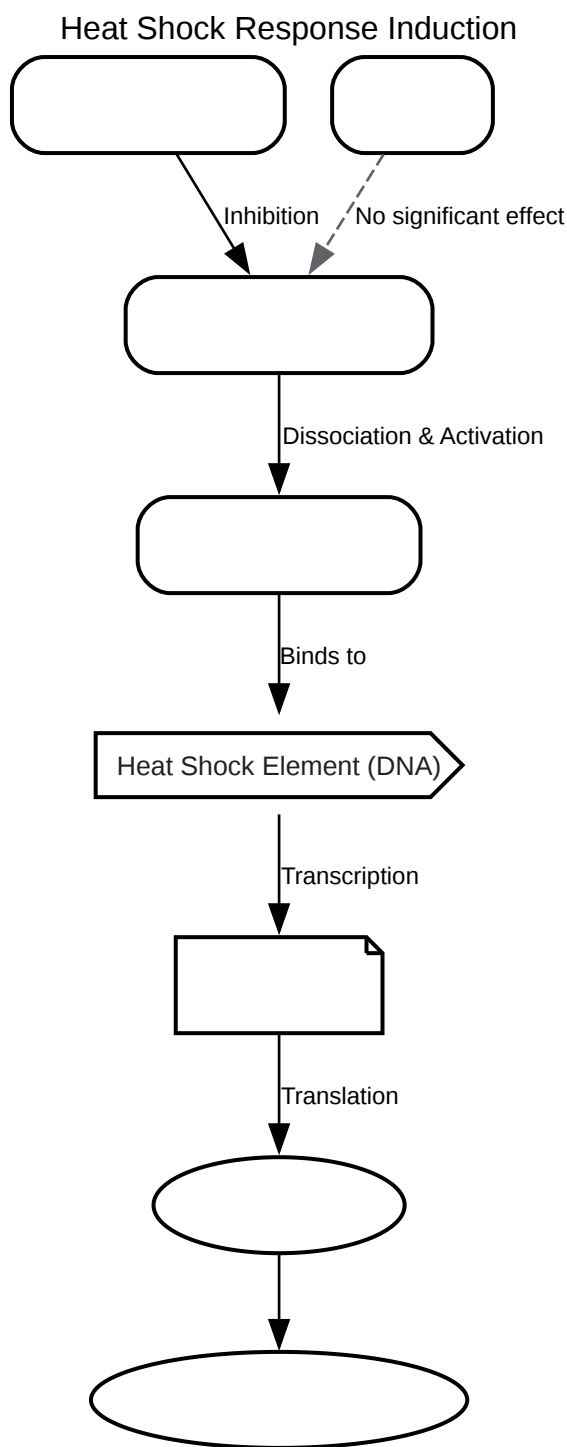 Heat Shock Response Induction
Inhibition
No significant effect
Dissociation & Activation
Binds to
Heat Shock Element (DNA)
Transcription
Translation